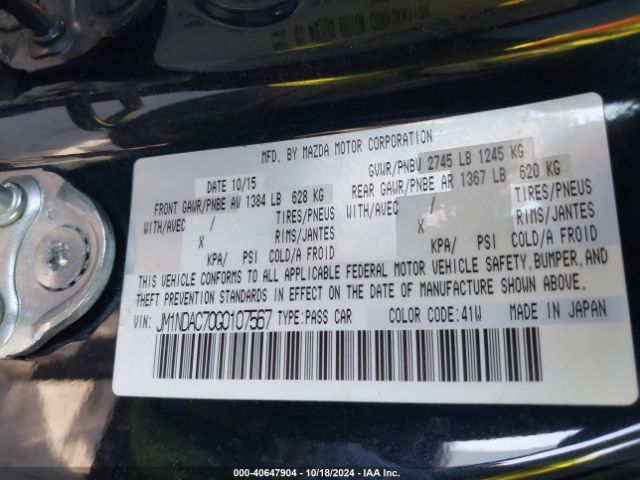 MFD. BY MAZDA MOTOR CORPORATION
DATE 10/15
GVWR/PNBV 2745 LB 1245 KG
FRONT GAWR/PNBE AV 1384 LB 628 KG
REAR GAWR/PNBE AR 1367 LB 620 KG
WITH/AVEC / TIRES/PNEUS
WITH/AVEC / TIRES/PNEUS
X RIMS/JANTES
X RIMS/JANTES
KPA/ PSI COLD/A FROID
KPA/ PSI COLD/A FROID
THIS VEHICLE CONFORMS TO ALL APPLICABLE FEDERAL MOTOR VEHICLE SAFETY, BUMPER, AND
THEFT PREVENTION STANDARDS IN EFFECT ON THE DATE OF MANUFACTURE SHOWN ABOVE.
VIN: JM1NDAC70G0107567 TYPE: PASS CAR COLOR CODE: 41W MADE IN JAPAN
000-40647904 - 10/18/2024 - IAA Inc.